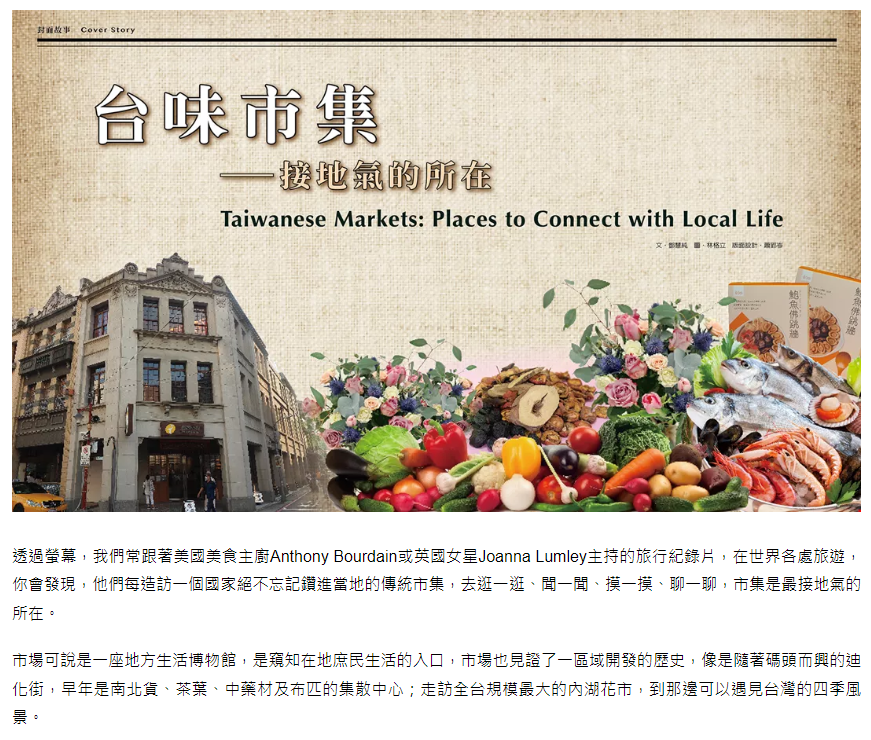 封面故事 Cover Story
台味市集
──接地氣的所在
Taiwanese Markets: Places to Connect with Local Life
文‧鄧慧純 圖‧林格立 版面設計‧蕭郢岑
鮑魚佛跳牆
鮑魚佛跳牆
透過螢幕，我們常跟著美國美食主廚Anthony Bourdain或英國女星Joanna Lumley主持的旅行紀錄片，在世界各處旅遊，
你會發現，他們每造訪一個國家絕不忘記鑽進當地的傳統市集，去逛一逛、聞一聞、摸一摸、聊一聊，市集是最接地氣的
所在。
市場可說是一座地方生活博物館，是窺知在地庶民生活的入口，市場也見證了一區域開發的歷史，像是隨著碼頭而興的迪
化街，早年是南北貨、茶葉、中藥材及布匹的集散中心；走訪全台規模最大的內湖花市，到那邊可以遇見台灣的四季風
景。